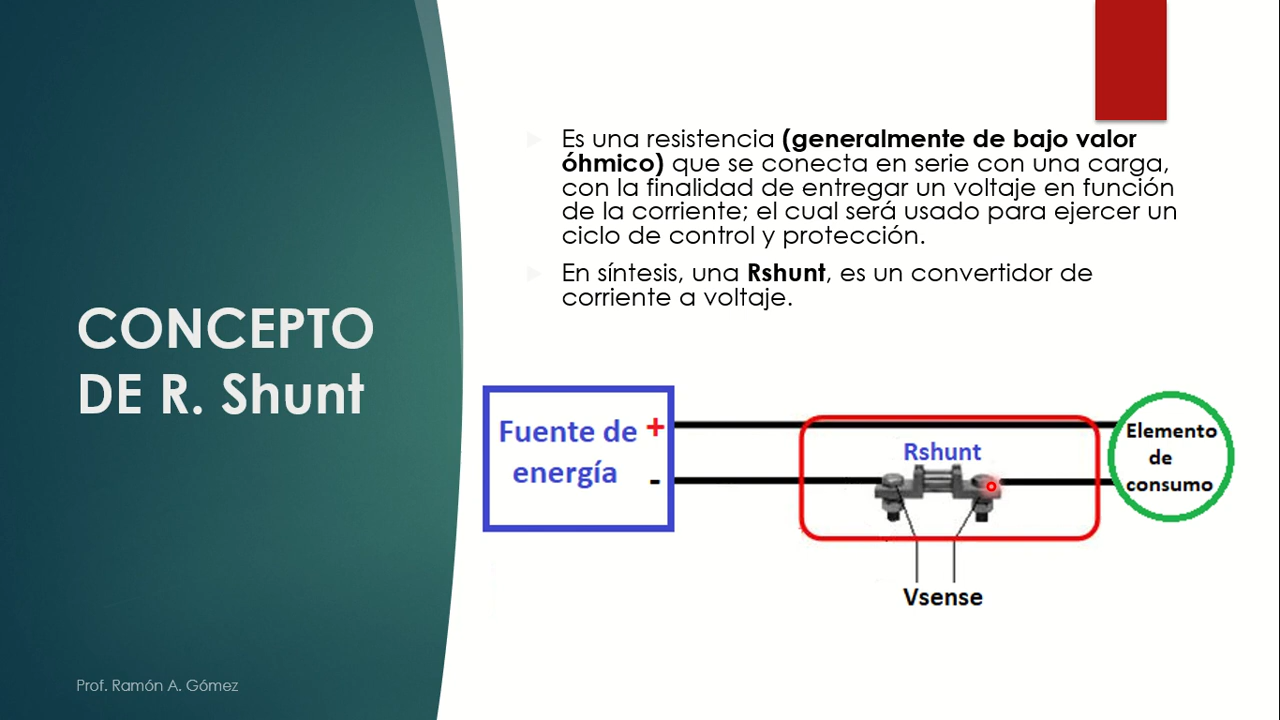 CONCEPTO
DE R. Shunt
Es una resistencia (generalmente de bajo valor
óhmico) que se conecta en serie con una carga,
con la finalidad de entregar un voltaje en función
de la corriente; el cual será usado para ejercer un
ciclo de control y protección.
En síntesis, una Rshunt, es un convertidor de
corriente a voltaje.
Fuente de +
energía -
Rshunt
Elemento
de
consumo
Vsense
Prof. Ramón A. Gómez